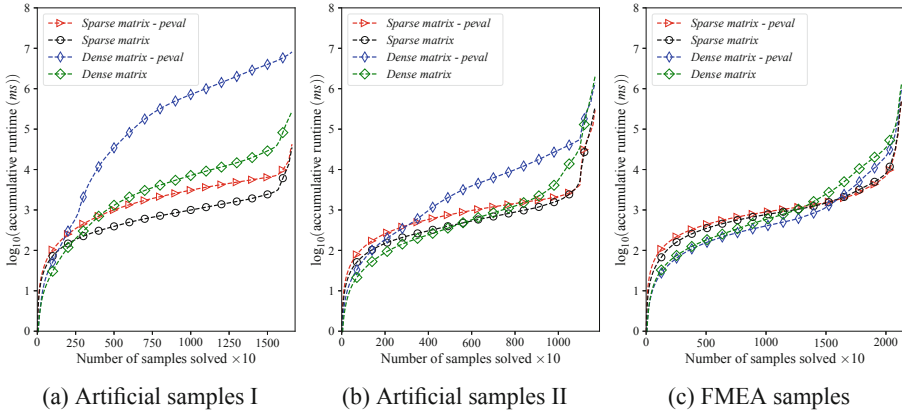 8
7
6
5
4
3
2
1
0
log10(accumulative runtime (ms))
Sparse matrix - peval
Sparse matrix
Dense matrix - peval
Dense matrix
0 250 500 750 1000 1250 1500
Number of samples solved ×10
(a) Artificial samples I
8
7
6
5
4
3
2
1
0
log10(accumulative runtime (ms))
Sparse matrix - peval
Sparse matrix
Dense matrix - peval
Dense matrix
0 200 400 600 800 1000
Number of samples solved ×10
(b) Artificial samples II
8
7
6
5
4
3
2
1
0
log10(accumulative runtime (ms))
Sparse matrix - peval
Sparse matrix
Dense matrix - peval
Dense matrix
0 500 1000 1500 2000
Number of samples solved ×10
(c) FMEA samples